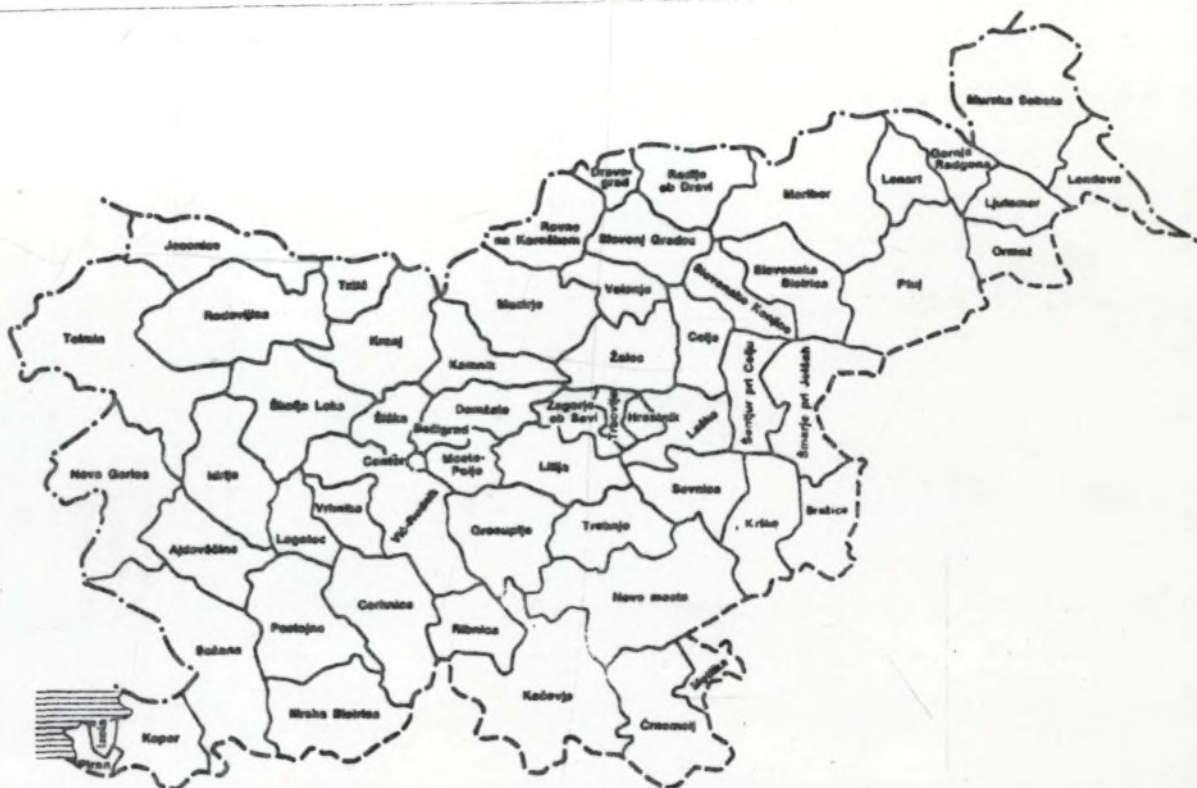 Murska Sobota
Gornja
Radgona
Dravo-
grad
Radlje
ob Dravi
Maribor
Lenart
Lendava
Ljutomer
Ravne
na Koroškem
Slovenj Gradec
Ormož
Jesenice
Slovenska
Bistrica
Tržič
Mozirje
Velenje
Slovenske Konjice
Ptuj
Radovljica
Tolmin
Kranj
Celje
Kamnik
Žalec
Šentjur pri Celju
Šmarje pri Jelšah
Škofja Loka
Šiška
Domžale
Bežigrad
Zagorje
ob Savi
Trbovlje
Hrastnik
Laško
Center
Moste-
Polje
Litija
Nova Gorica
Idrija
Sevnica
Vrhnika
Vič-Rudnik
Grosuplje
Trebnje
Krško
Brežice
Ajdovščina
Logatec
Cerknica
Novo mesto
Postojna
Ribnica
Sežana
Metlika
Kočevje
Ilirska Bistrica
Črnomelj
Izola
Koper
Piran